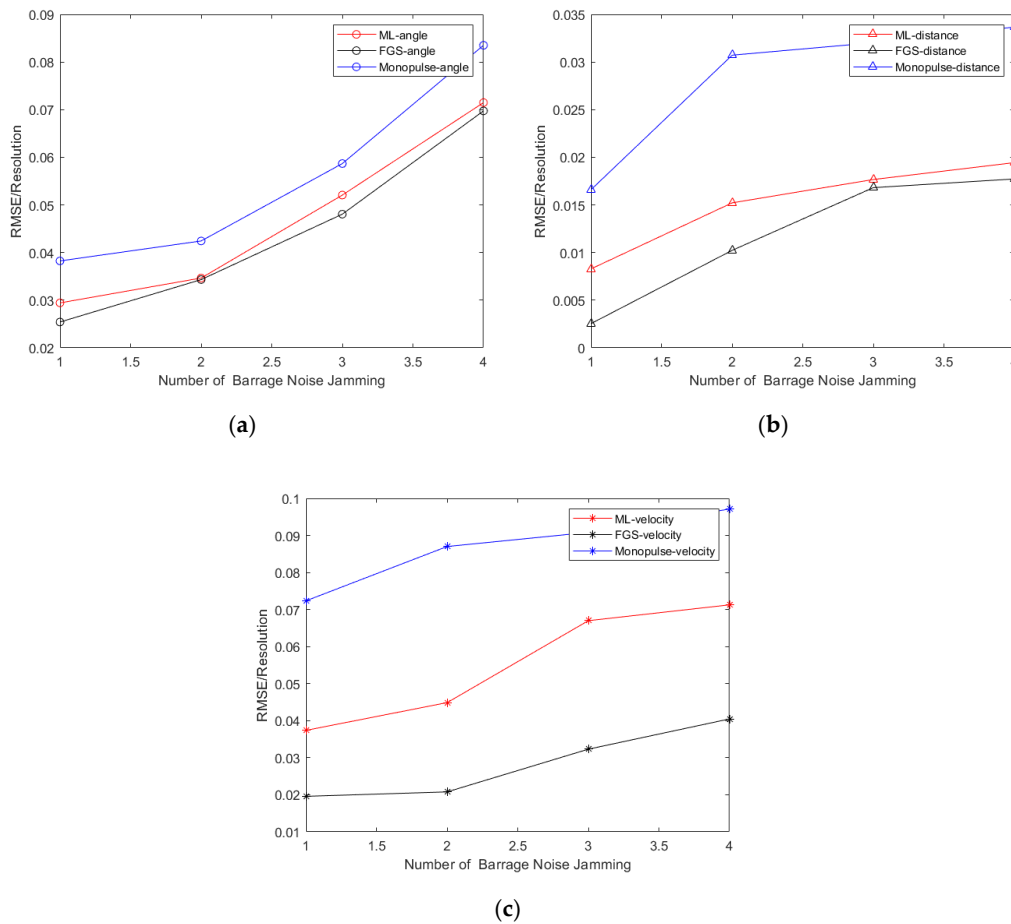 0.09
0.08
0.07
0.06
0.05
0.04
0.03
0.02
RMSE/Resolution
ML-angle
FGS-angle
Monopulse-angle
1 1.5 2 2.5 3 3.5 4
Number of Barrage Noise Jamming
(a)
0.035
0.03
0.025
0.02
0.015
0.01
0.005
0
RMSE/Resolution
ML-distance
FGS-distance
Monopulse-distance
1 1.5 2 2.5 3 3.5
Number of Barrage Noise Jamming
(b)
0.1
0.09
0.08
0.07
0.06
0.05
0.04
0.03
0.02
0.01
RMSE/Resolution
ML-velocity
FGS-velocity
Monopulse-velocity
1 1.5 2 2.5 3 3.5 4
Number of Barrage Noise Jamming
(c)